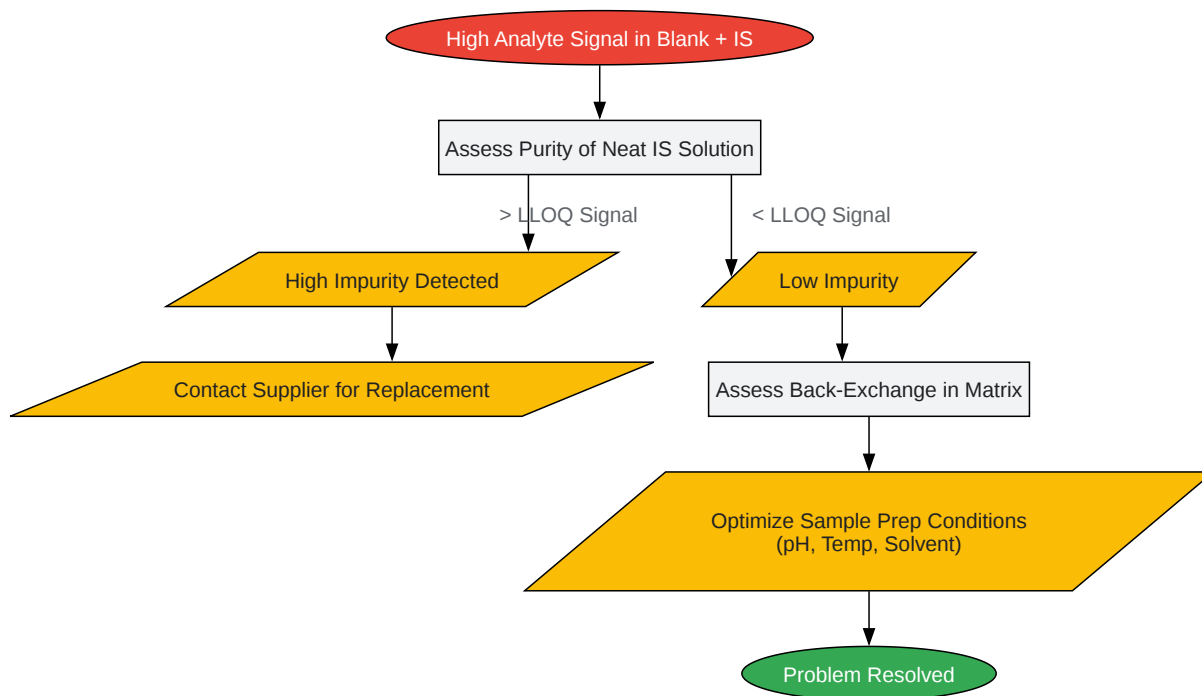 High Analyte Signal in Blank + IS
Assess Purity of Neat IS Solution
> LLOQ Signal
< LLOQ Signal
High Impurity Detected
Low Impurity
Contact Supplier for Replacement
Assess Back-Exchange in Matrix
Optimize Sample Prep Conditions
(pH, Temp, Solvent)
Problem Resolved